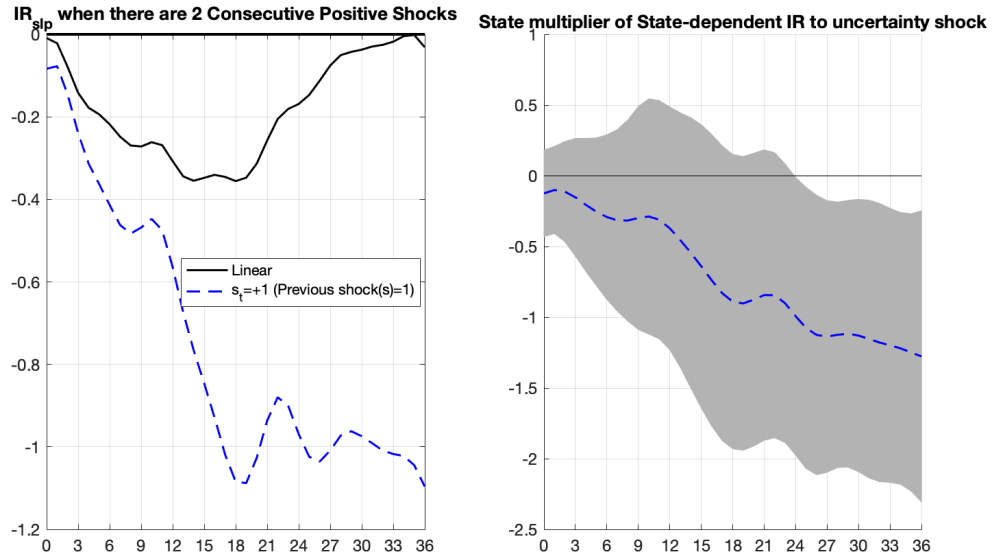 IR_slp when there are 2 Consecutive Positive Shocks
0
-0.2
-0.4
-0.6
-0.8
-1
-1.2
0 3 6 9 12 15 18 21 24 27 30 33 36
Linear
s_t=+1 (Previous shock(s)=1)
State multiplier of State-dependent IR to uncertainty shock
1
0.5
0
-0.5
-1
-1.5
-2
-2.5
0 3 6 9 12 15 18 21 24 27 30 33 36